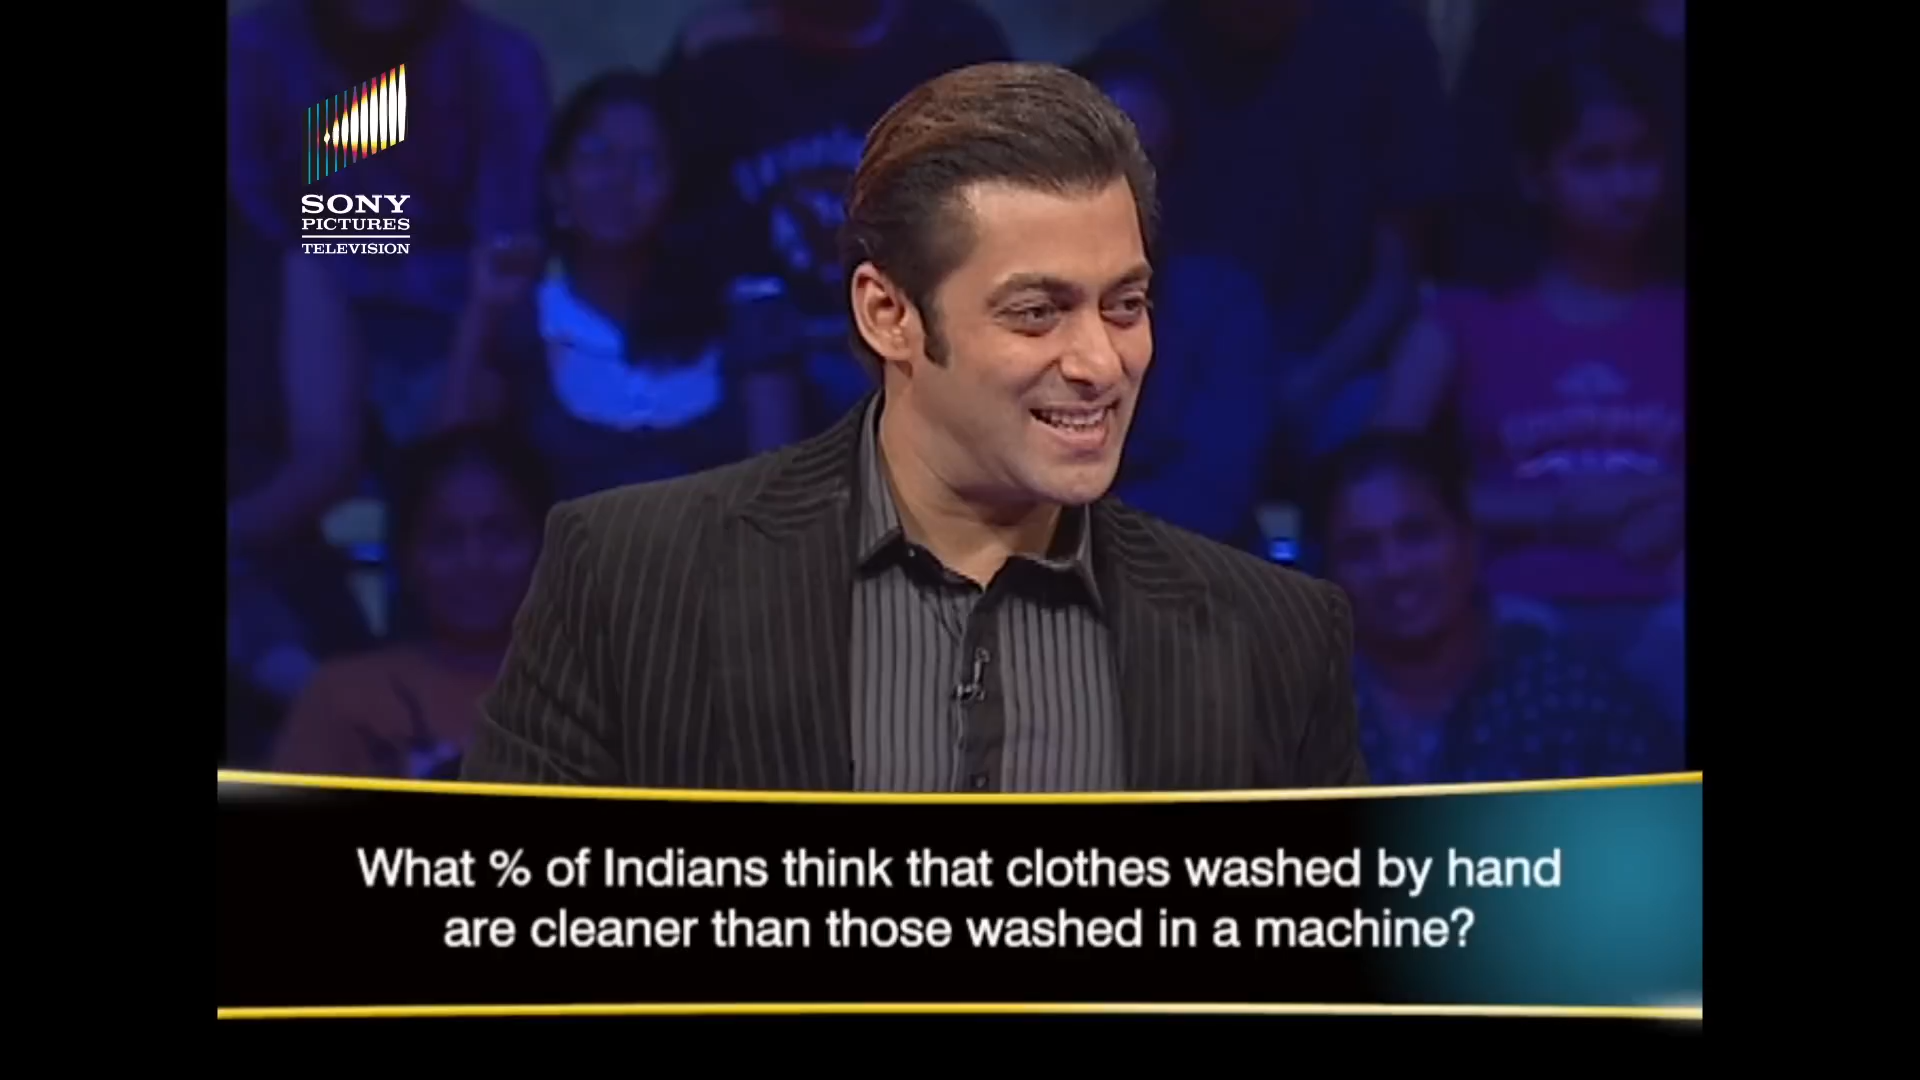 SONY
PICTURES
TELEVISION
What % of Indians think that clothes washed by hand
are cleaner than those washed in a machine?